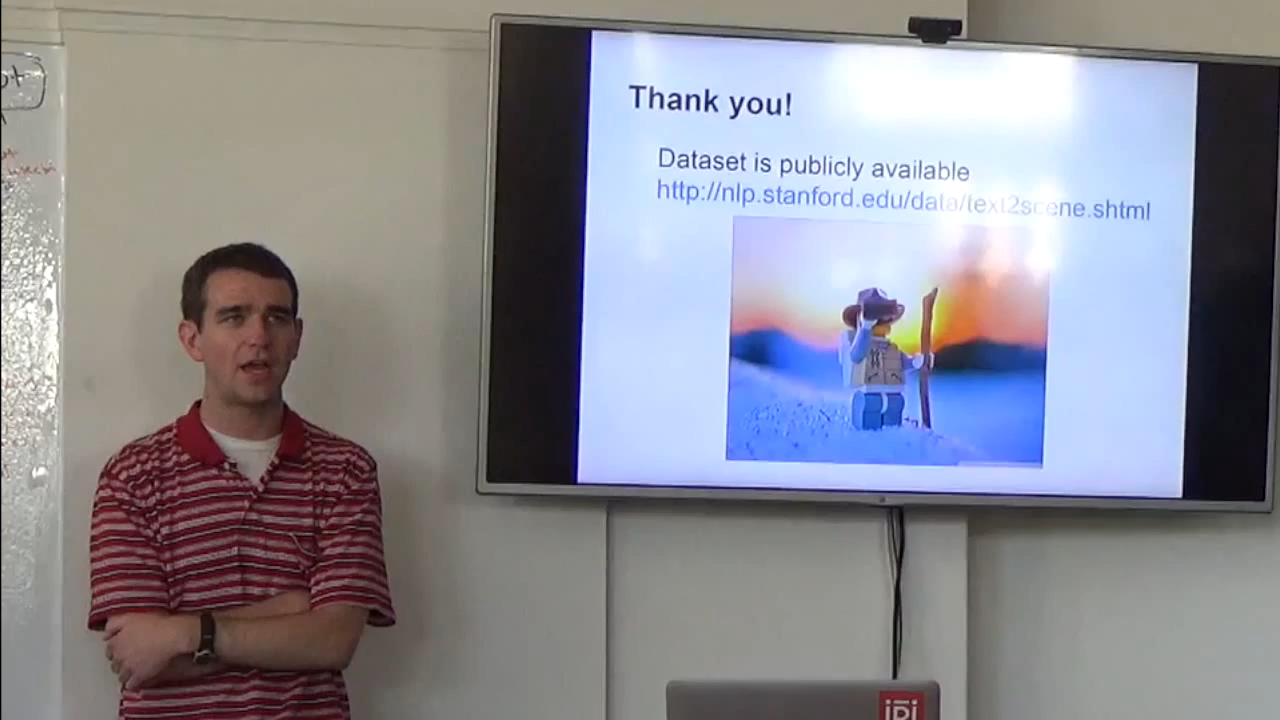 Thank you!
Dataset is publicly available
http://nlp.stanford.edu/data/text2scene.shtml